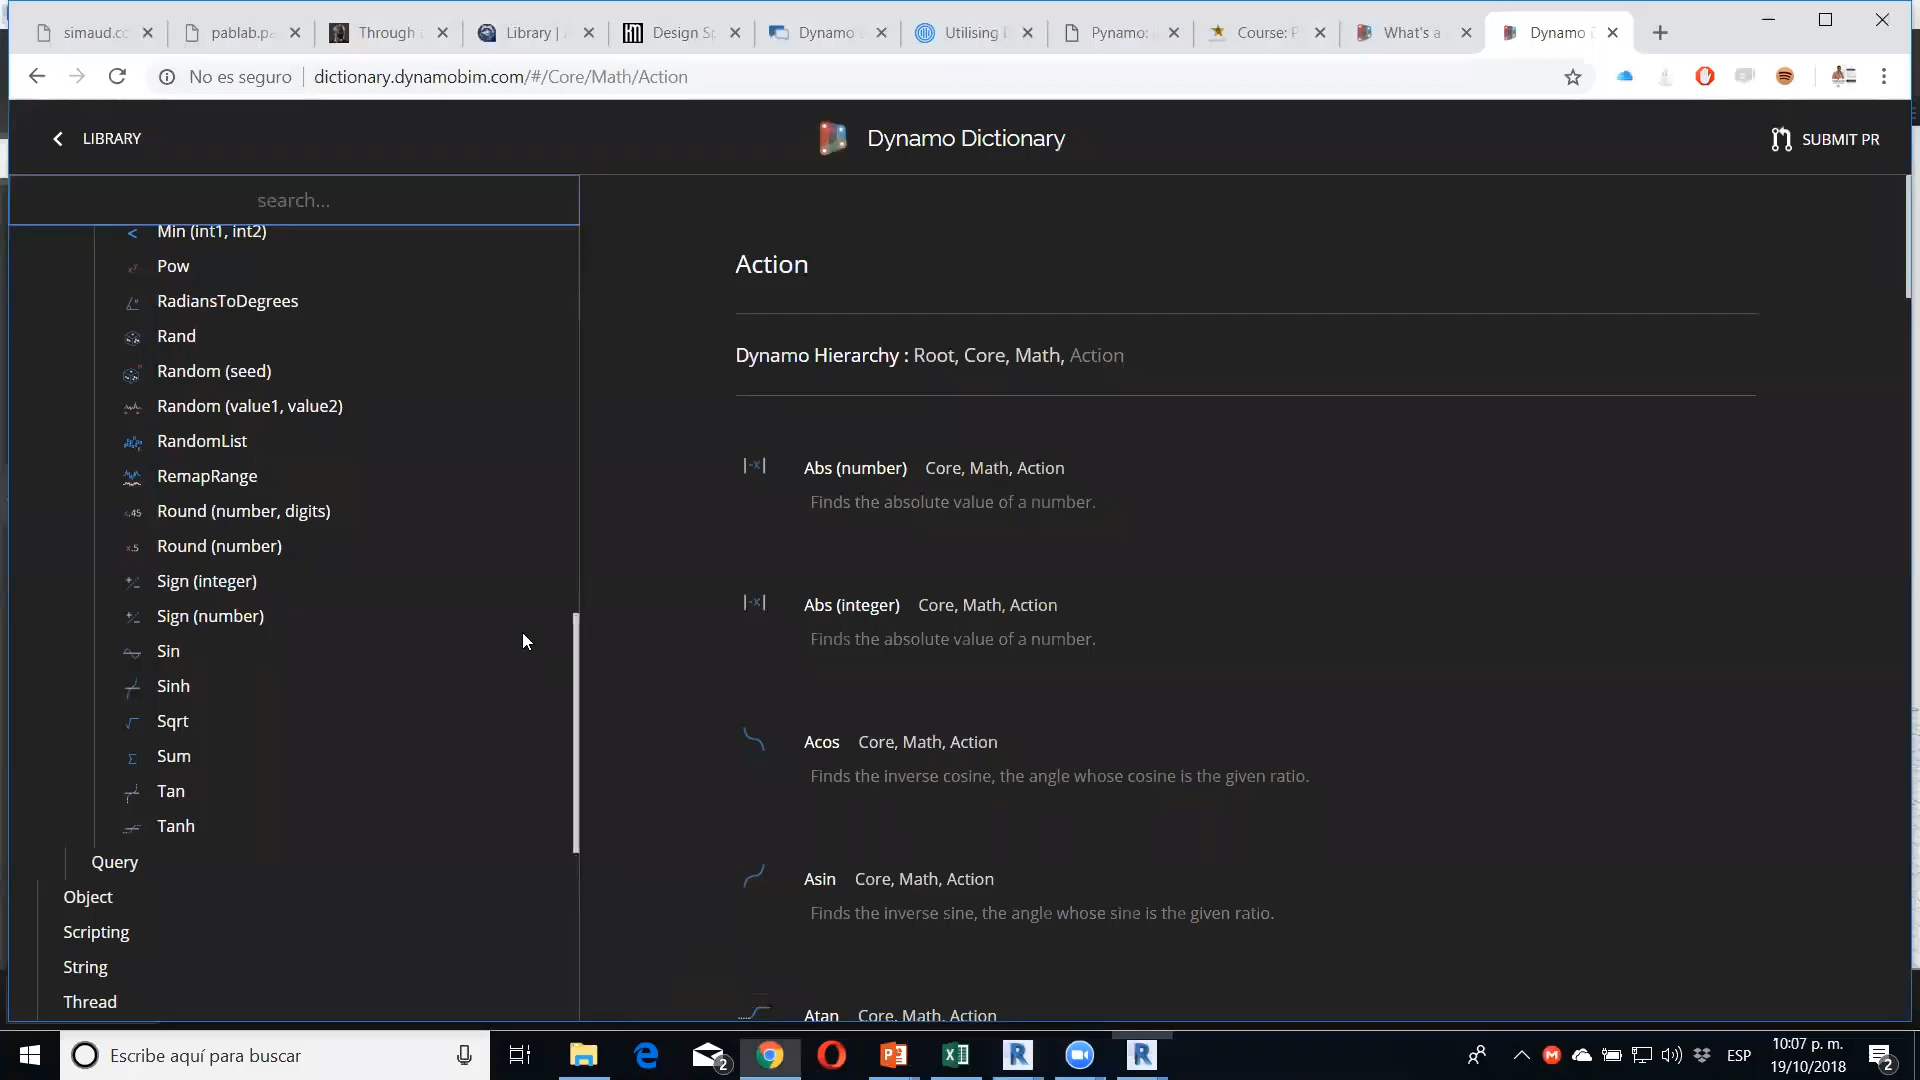 simaud.co
pablab.pa
Through
Library |
Design Sp
Dynamo
Utilising
Pynamo:
Course: P
What's a
Dynamo
No es seguro
dictionary.dynamobim.com/#/Core/Math/Action
LIBRARY
Dynamo Dictionary
SUBMIT PR
search...
Min (int1, int2)
Pow
RadiansToDegrees
Rand
Random (seed)
Random (value1, value2)
RandomList
RemapRange
Round (number, digits)
Round (number)
Sign (integer)
Sign (number)
Sin
Sinh
Sqrt
Sum
Tan
Tanh
Query
Object
Scripting
String
Thread
Action
Dynamo Hierarchy : Root, Core, Math, Action
Abs (number) Core, Math, Action
Finds the absolute value of a number.
Abs (integer) Core, Math, Action
Finds the absolute value of a number.
Acos Core, Math, Action
Finds the inverse cosine, the angle whose cosine is the given ratio.
Asin Core, Math, Action
Finds the inverse sine, the angle whose sine is the given ratio.
Atan Core, Math, Action
Escribe aquí para buscar
2
ESP
10:07 p. m.
19/10/2018
2